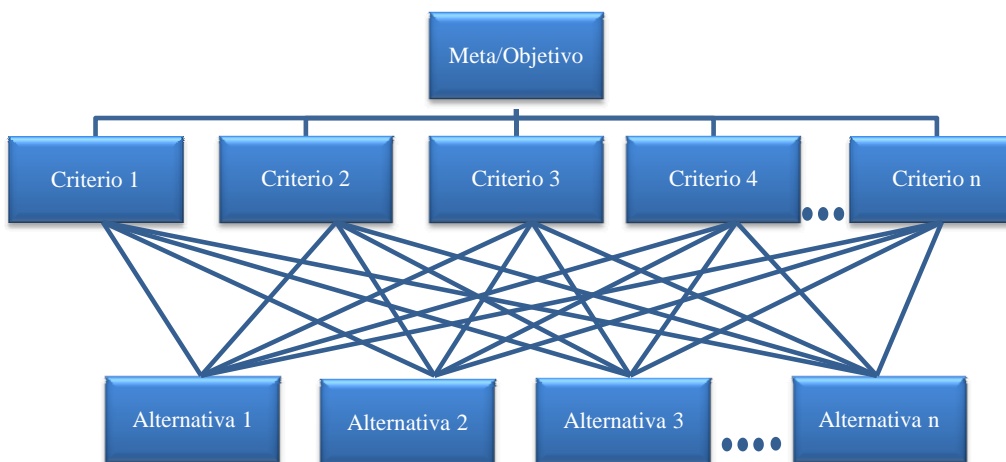 Meta/Objetivo
Criterio 1
Criterio 2
Criterio 3
Criterio 4
Criterio n
Alternativa 1
Alternativa 2
Alternativa 3
Alternativa n